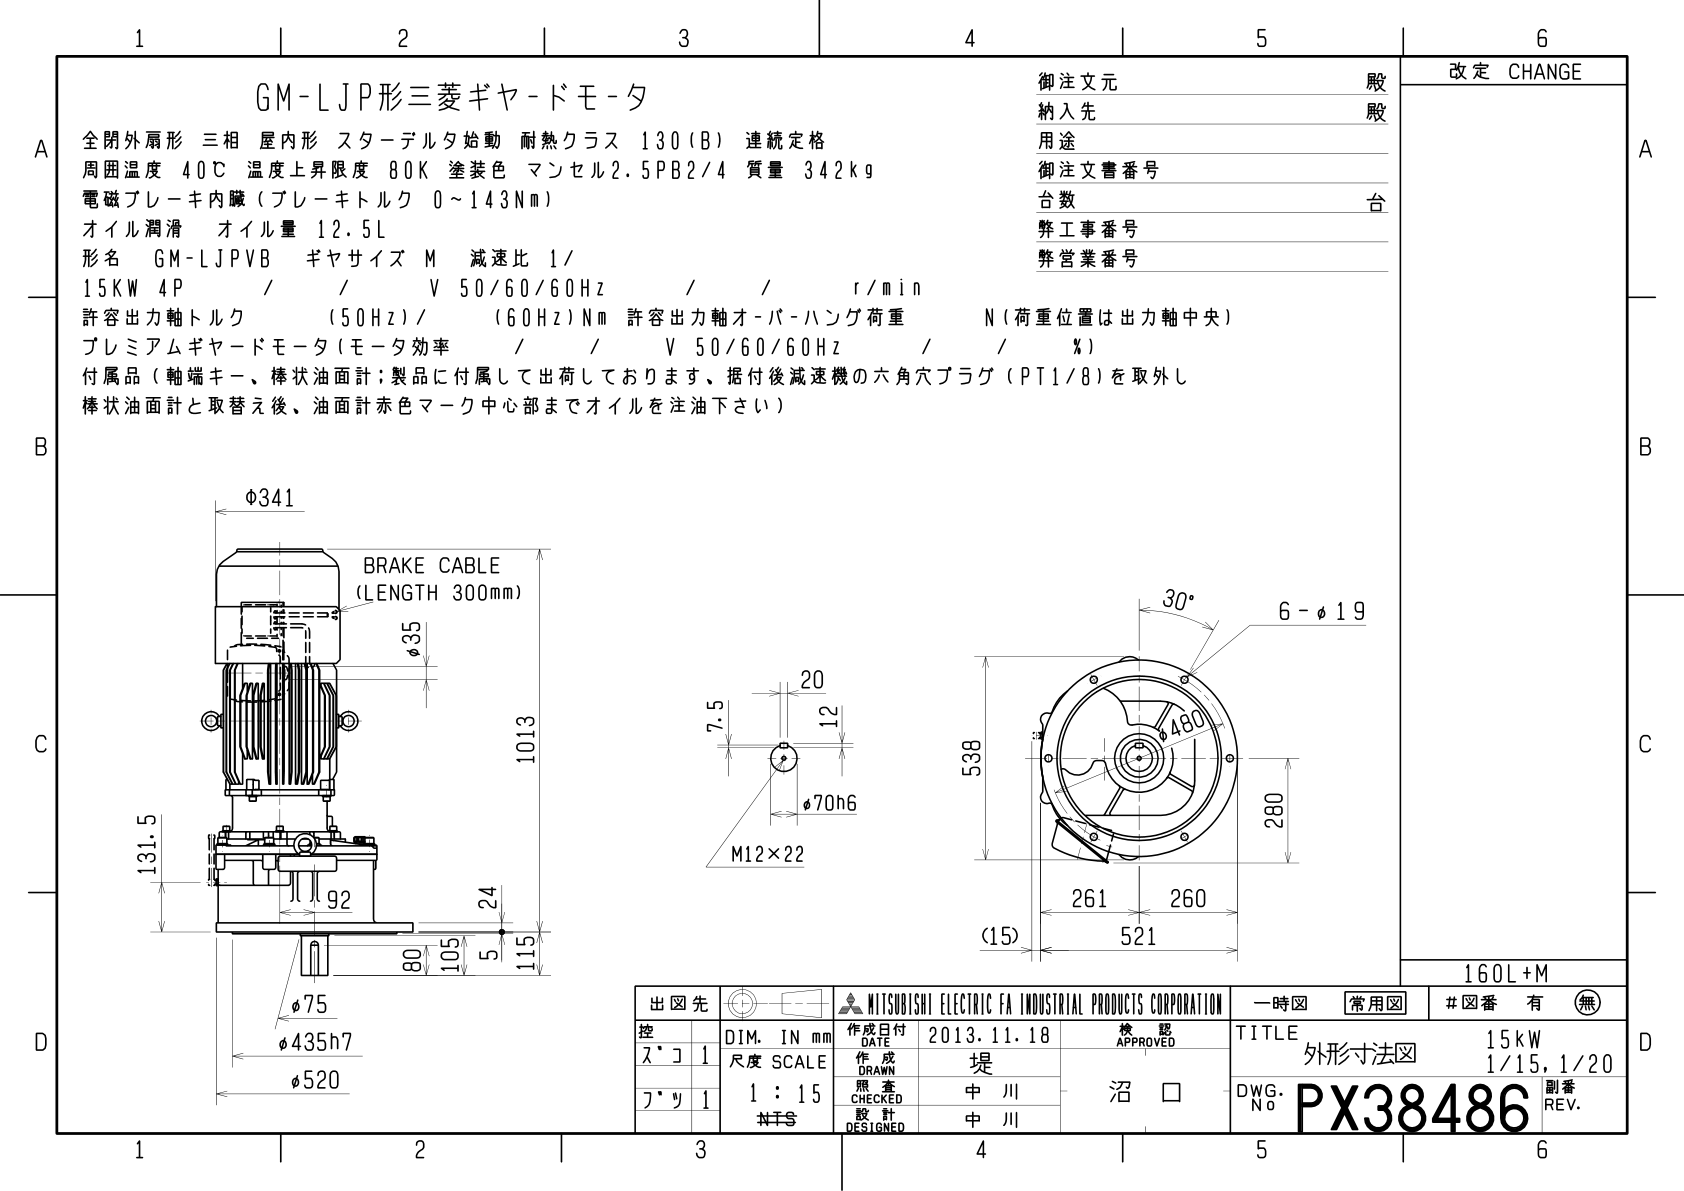 1 2 3 4 5 6
A A
B B
C C
D D
1 2 3 4 5 6
改定 CHANGE
GM-LJP形三菱ギヤードモータ
全閉外扇形 三相 屋内形 スターデルタ始動 耐熱クラス 130(B) 連続定格
周囲温度 40℃ 温度上昇限度 80K 塗装色 マンセル2.5PB2/4 質量 342kg
電磁ブレーキ内臓(ブレーキトルク 0~143Nm)
オイル潤滑 オイル量 12.5L
形名 GM-LJPVB ギヤサイズ M 減速比 1/
15KW 4P / / V 50/60/60Hz / / r/min
許容出力軸トルク (50Hz)/ (60Hz)Nm 許容出力軸オーバーハング荷重 N(荷重位置は出力軸中央)
プレミアムギヤードモータ(モータ効率 / / V 50/60/60Hz / / %)
付属品(軸端キー、棒状油面計;製品に付属して出荷しております、据付後減速機の六角穴プラグ(PT1/8)を取外し
棒状油面計と取替え後、油面計赤色マーク中心部までオイルを注油下さい)
御注文元 殿
納入先 殿
用途
御注文書番号
台数 台
弊工事番号
弊営業番号
Φ341
BRAKE CABLE
(LENGTH 300mm)
φ35
1013
131.5
92
24
80
105
5
115
φ75
φ435h7
φ520
20
7.5
12
φ70h6
M12×22
30°
6-φ19
φ480
538
280
261 260
(15) 521
160L+M
出図先
MITSUBISHI ELECTRIC FA INDUSTRIAL PRODUCTS CORPORATION
一時図 常用図 #図番 有 無
控
ズコ 1
ブツ 1
DIM. IN mm
尺度 SCALE
1 : 15
NTS
作成日付 DATE 2013.11.18
作成 DRAWN 堤
照査 CHECKED 中川
設計 DESIGNED 中川
検認 APPROVED
沼口
TITLE
外形寸法図
15kW
1/15, 1/20
DWG. No PX38486
副番 REV.